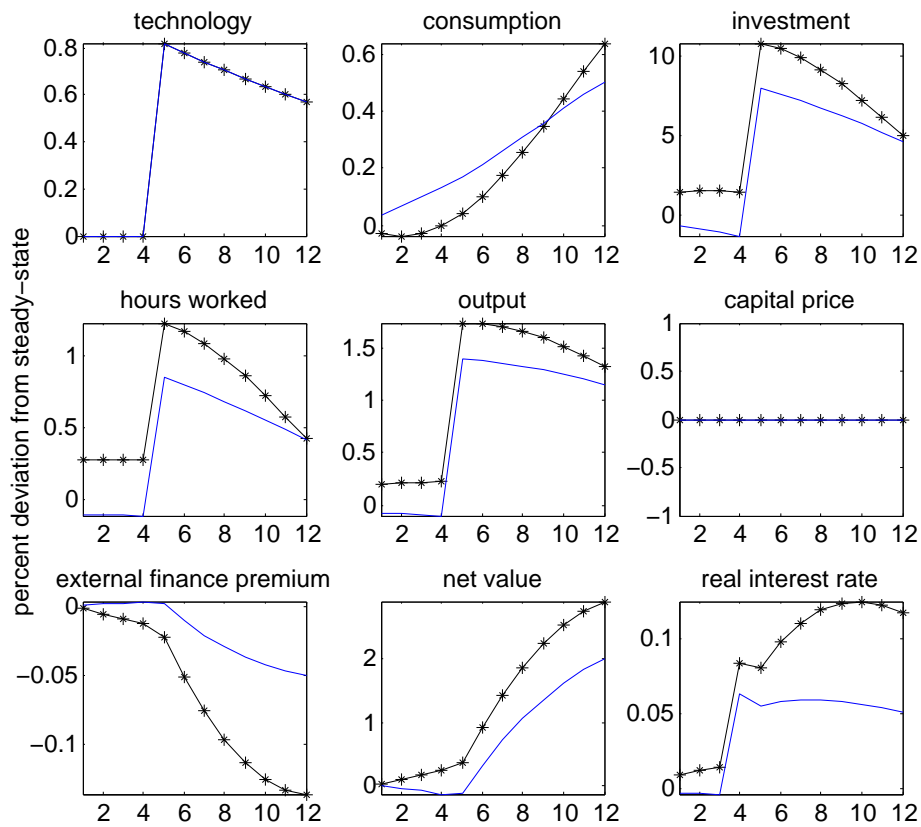 technology
consumption
investment
0.8
0.6
0.4
0.2
0
2 4 6 8 10 12
0.6
0.4
0.2
0
2 4 6 8 10 12
10
5
0
2 4 6 8 10 12
percent deviation from steady-state
hours worked
output
capital price
1
0.5
0
2 4 6 8 10 12
1.5
1
0.5
0
2 4 6 8 10 12
1
0.5
0
-0.5
-1
2 4 6 8 10 12
external finance premium
net value
real interest rate
0
-0.05
-0.1
2 4 6 8 10 12
2
1
0
2 4 6 8 10 12
0.1
0.05
0
2 4 6 8 10 12